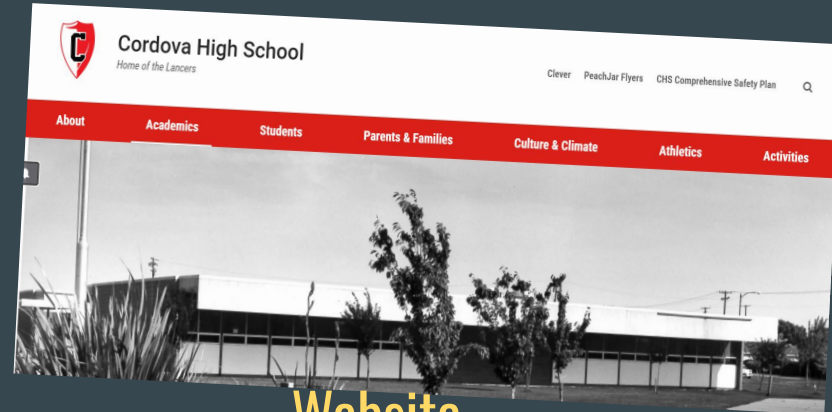 C
Cordova High School
Home of the Lancers
Clever PeachJar Flyers CHS Comprehensive Safety Plan
About Academics Students Parents & Families Culture & Climate Athletics Activities
Website